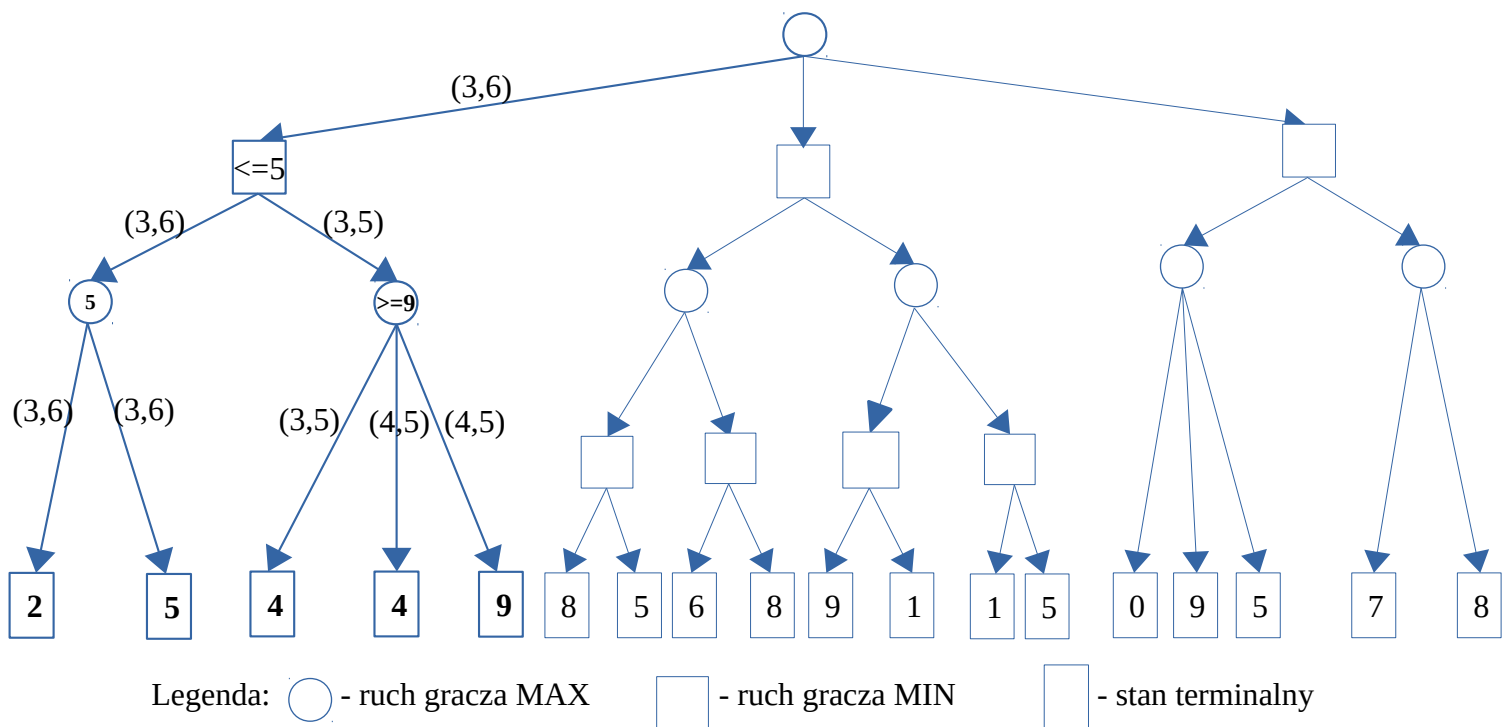 (3,6)
<=5
(3,6) (3,5)
5 >=9
(3,6) (3,6) (3,5) (4,5) (4,5)
2 5 4 4 9 8 5 6 8 9 1 1 5 0 9 5 7 8
Legenda: - ruch gracza MAX - ruch gracza MIN - stan terminalny